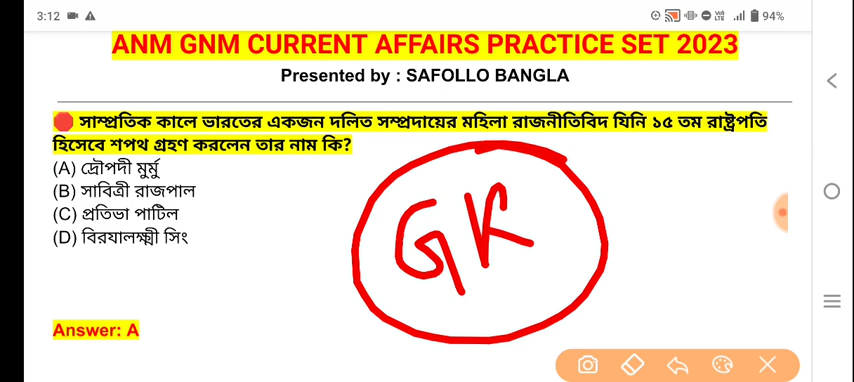 3:12
94%
ANM GNM CURRENT AFFAIRS PRACTICE SET 2023
Presented by : SAFOLLO BANGLA
সাম্প্রতিক কালে ভারতের একজন দলিত সম্প্রদায়ের মহিলা রাজনীতিবিদ যিনি ১৫ তম রাষ্ট্রপতি
হিসেবে শপথ গ্রহণ করলেন তার নাম কি?
(A) দ্রৌপদী মুর্মু
(B) সাবিত্রী রাজপাল
(C) প্রতিভা পাটিল
(D) বিরযালক্ষ্মী সিং
GK
Answer: A